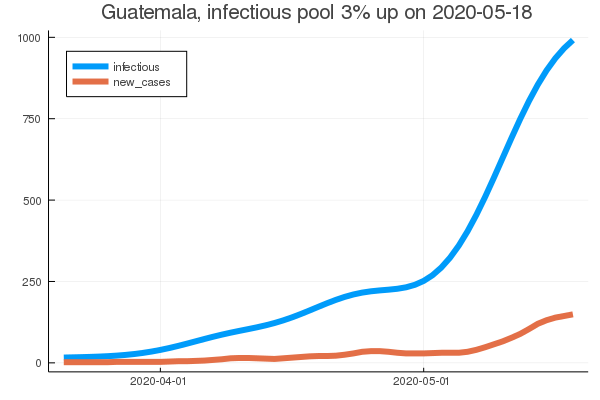 Guatemala, infectious pool 3% up on 2020-05-18
1000
infectious
new_cases
750
500
250
0
2020-04-01
2020-05-01